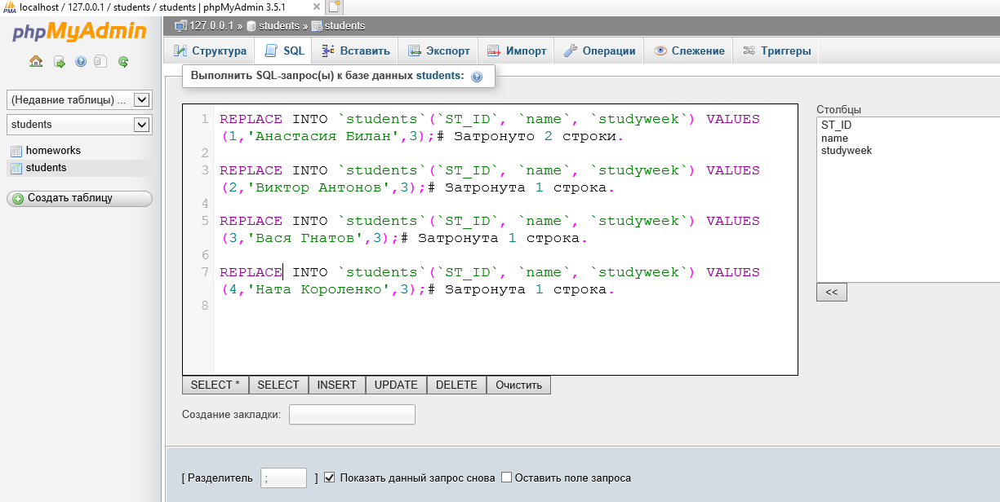 localhost / 127.0.0.1 / students / students | phpMyAdmin 3.5.1
PMA
phpMyAdmin
(Недавние таблицы) ...
students
homeworks
students
Создать таблицу
127.0.0.1 » students » students
Структура SQL Вставить Экспорт Импорт Операции Слежение Триггеры
Выполнить SQL-запрос(ы) к базе данных students:
1 REPLACE INTO `students`(`ST_ID`, `name`, `studyweek`) VALUES
(1,'Анастасия Билан',3);# Затронуто 2 строки.
2
3 REPLACE INTO `students`(`ST_ID`, `name`, `studyweek`) VALUES
(2,'Виктор Антонов',3);# Затронута 1 строка.
4
5 REPLACE INTO `students`(`ST_ID`, `name`, `studyweek`) VALUES
(3,'Вася Гнатов',3);# Затронута 1 строка.
6
7 REPLACE INTO `students`(`ST_ID`, `name`, `studyweek`) VALUES
(4,'Ната Короленко',3);# Затронута 1 строка.
8
Столбцы
ST_ID
name
studyweek
<<
SELECT * SELECT INSERT UPDATE DELETE Очистить
Создание закладки:
[ Разделитель ; ] Показать данный запрос снова Оставить поле запроса